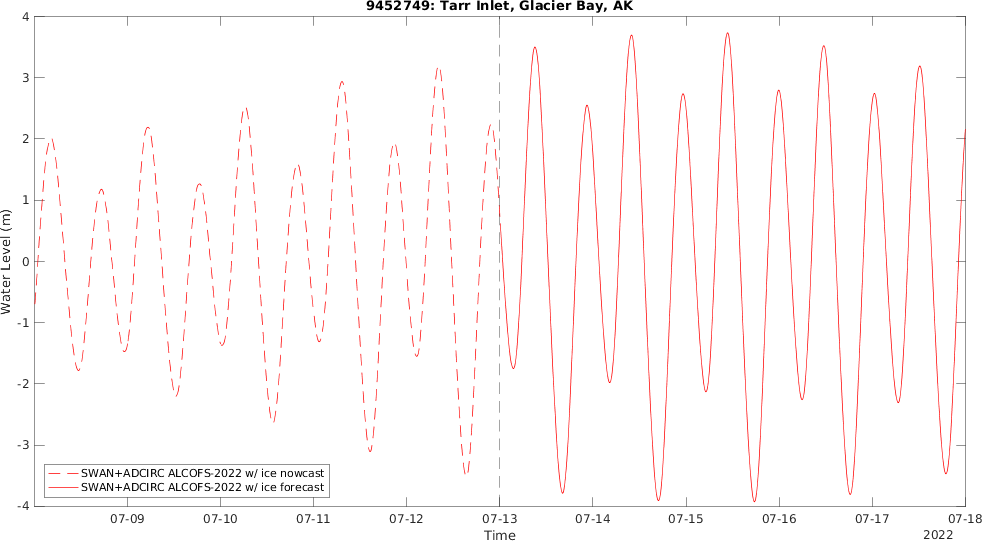 9452749: Tarr Inlet, Glacier Bay, AK
4
3
2
1
0
-1
-2
-3
-4
Water Level (m)
SWAN+ADCIRC ALCOFS-2022 w/ ice nowcast
SWAN+ADCIRC ALCOFS-2022 w/ ice forecast
07-09 07-10 07-11 07-12 07-13 07-14 07-15 07-16 07-17 07-18
Time
2022